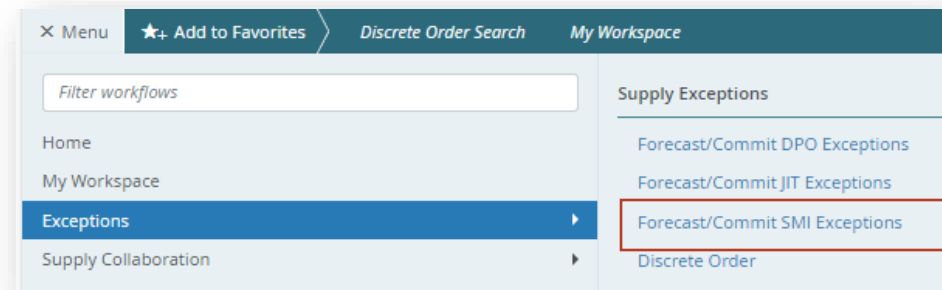 × Menu ★+ Add to Favorites Discrete Order Search My Workspace
Filter workflows
Home
My Workspace
Exceptions
Supply Collaboration
Supply Exceptions
Forecast/Commit DPO Exceptions
Forecast/Commit JIT Exceptions
Forecast/Commit SMI Exceptions
Discrete Order